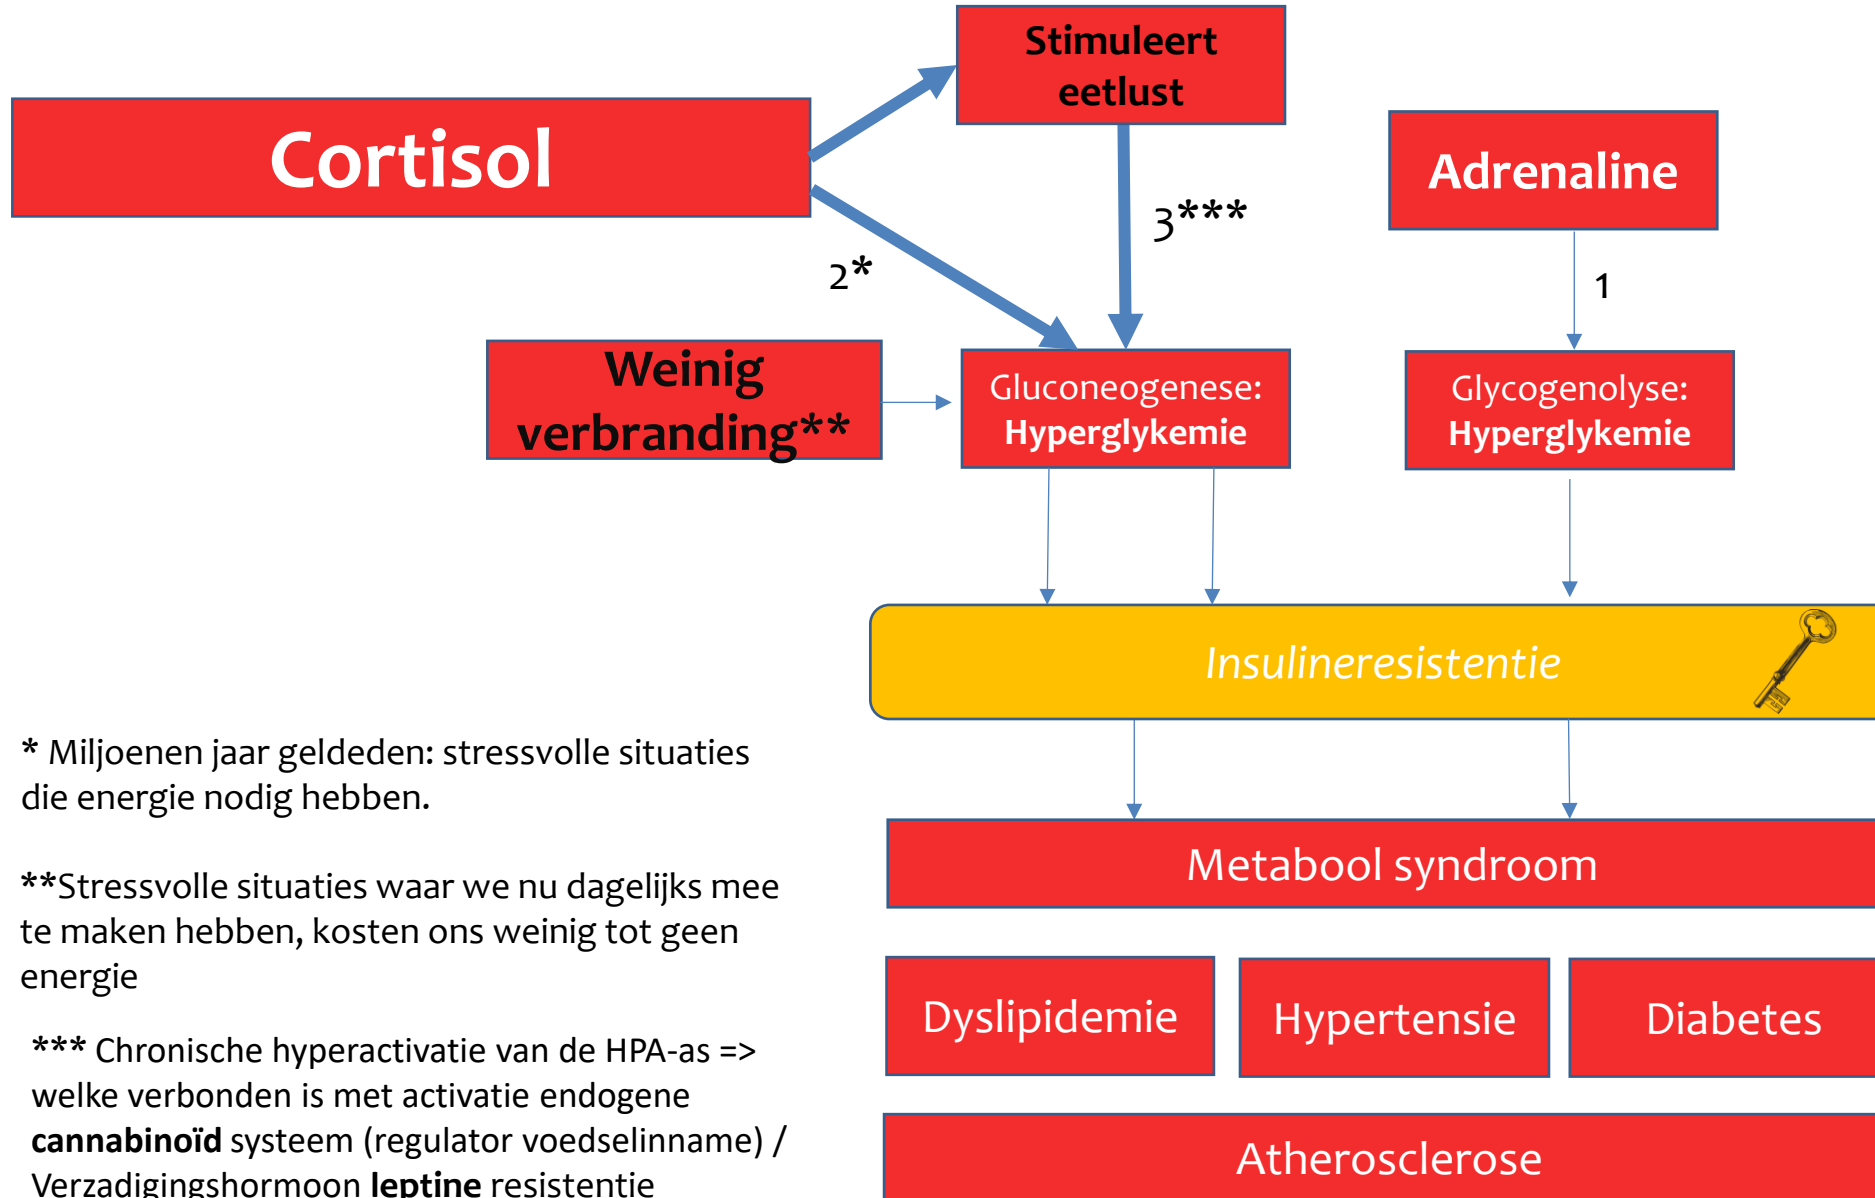 Stimuleert
eetlust
Cortisol
Adrenaline
3***
2*
1
Weinig
verbranding**
Gluconeogenese:
Hyperglykemie
Glycogenolyse:
Hyperglykemie
Insulineresistentie
* Miljoenen jaar geldeden: stressvolle situaties
die energie nodig hebben.
**Stressvolle situaties waar we nu dagelijks mee
te maken hebben, kosten ons weinig tot geen
energie
*** Chronische hyperactivatie van de HPA-as =>
welke verbonden is met activatie endogene
cannabinoïd systeem (regulator voedselinname) /
Verzadigingshormoon leptine resistentie
Metabool syndroom
Dyslipidemie
Hypertensie
Diabetes
Atherosclerose